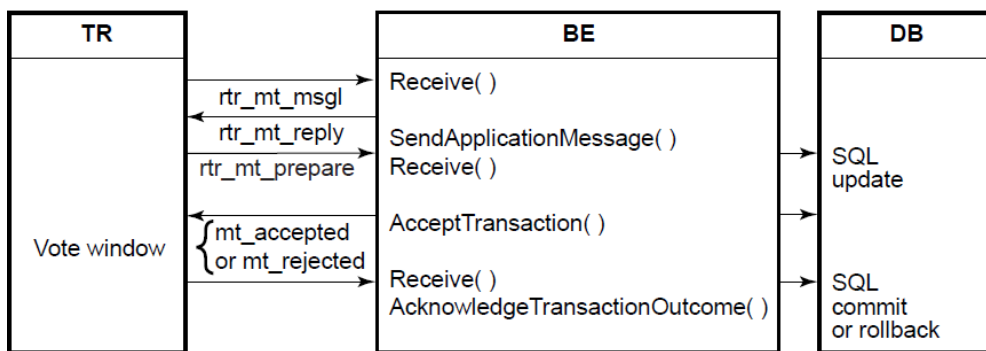 TR
BE
DB
Receive( )
rtr_mt_msgl
rtr_mt_reply
SendApplicationMessage( )
rtr_mt_prepare
Receive( )
SQL
update
AcceptTransaction( )
Vote window
mt_accepted
or mt_rejected
Receive( )
AcknowledgeTransactionOutcome( )
SQL
commit
or rollback